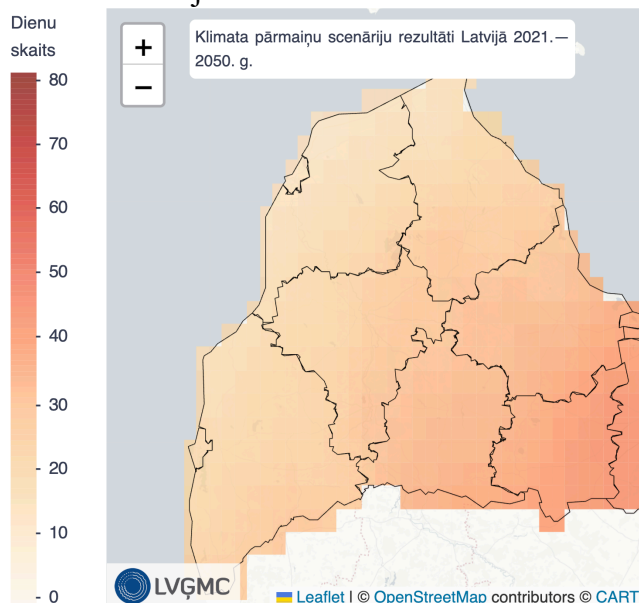 Dienu
skaits
80
70
60
50
40
30
20
10
0
+
−
Klimata pārmaiņu scenāriju rezultāti Latvijā 2021.—
2050. g.
LVĢMC
Leaflet | © OpenStreetMap contributors © CART